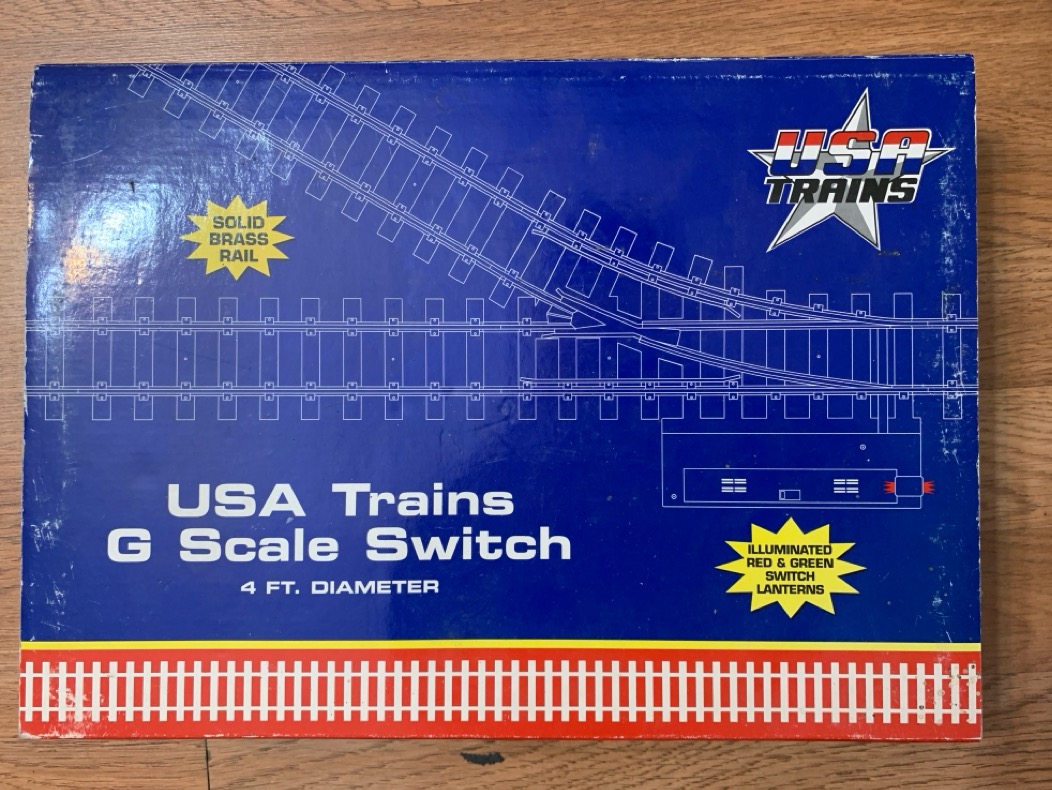 USA
TRAINS
SOLID
BRASS
RAIL
USA Trains
G Scale Switch
4 FT. DIAMETER
ILLUMINATED
RED & GREEN
SWITCH
LANTERNS